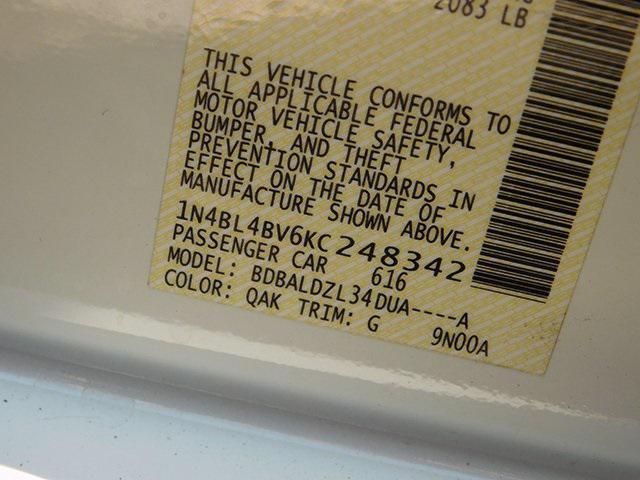 2083 LB
THIS VEHICLE CONFORMS TO
ALL APPLICABLE FEDERAL
MOTOR VEHICLE SAFETY,
BUMPER, AND THEFT
PREVENTION STANDARDS IN
EFFECT ON THE DATE OF
MANUFACTURE SHOWN ABOVE.
1N4BL4BV6KC248342
PASSENGER CAR 616
MODEL: BDBALDZL34DUA----A
COLOR: QAK TRIM: G 9N00A